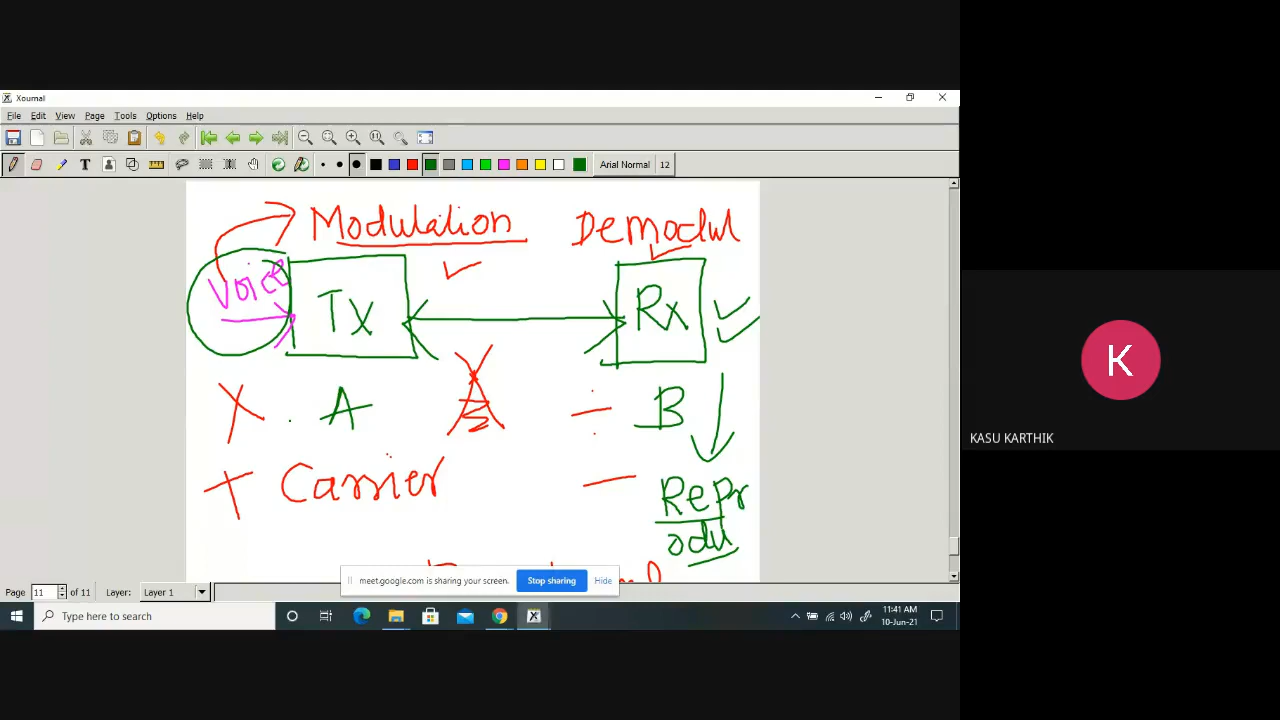 Xournal
File Edit View Page Tools Options Help
Arial Normal 12
Modulation Demodul
Voice Tx Rx
X A ÷ B
+ Carrier - Repr
odu
meet.google.com is sharing your screen. Stop sharing Hide
Page 11 of 11 Layer: Layer 1
Type here to search
11:41 AM
10-Jun-21
K
KASU KARTHIK